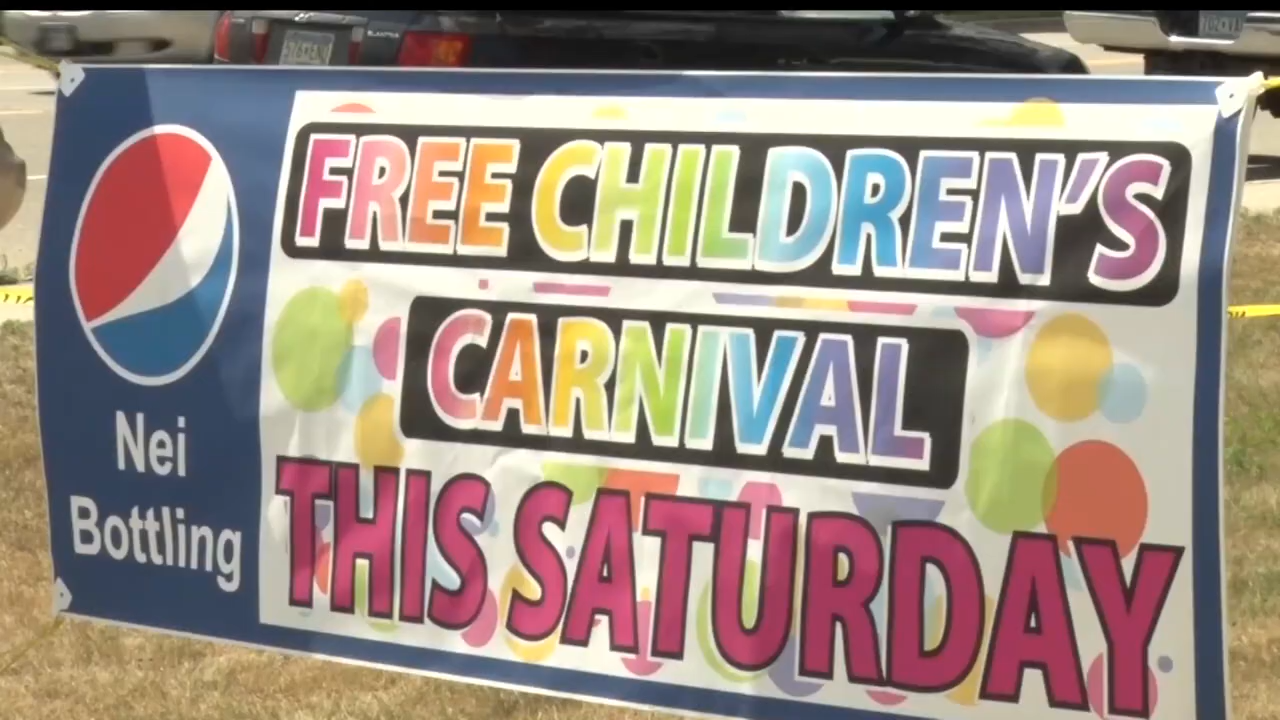 FREE CHILDREN'S
CARNIVAL
THIS SATURDAY
Nei
Bottling